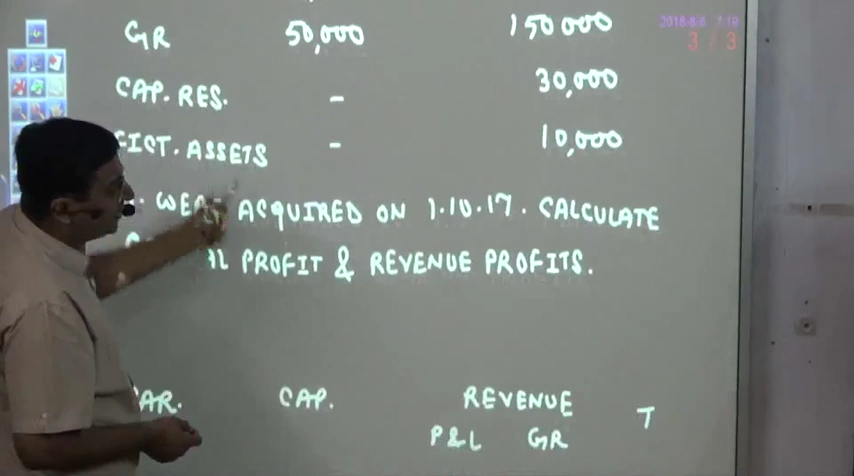 GR 50,000 150000
2018-8/8 7:19
3 / 3
CAP. RES. - 30,000
FICT. ASSETS - 10,000
ACQUIRED ON 1.10.17. CALCULATE
PROFIT & REVENUE PROFITS.
CAP. REVENUE T
P&L GR